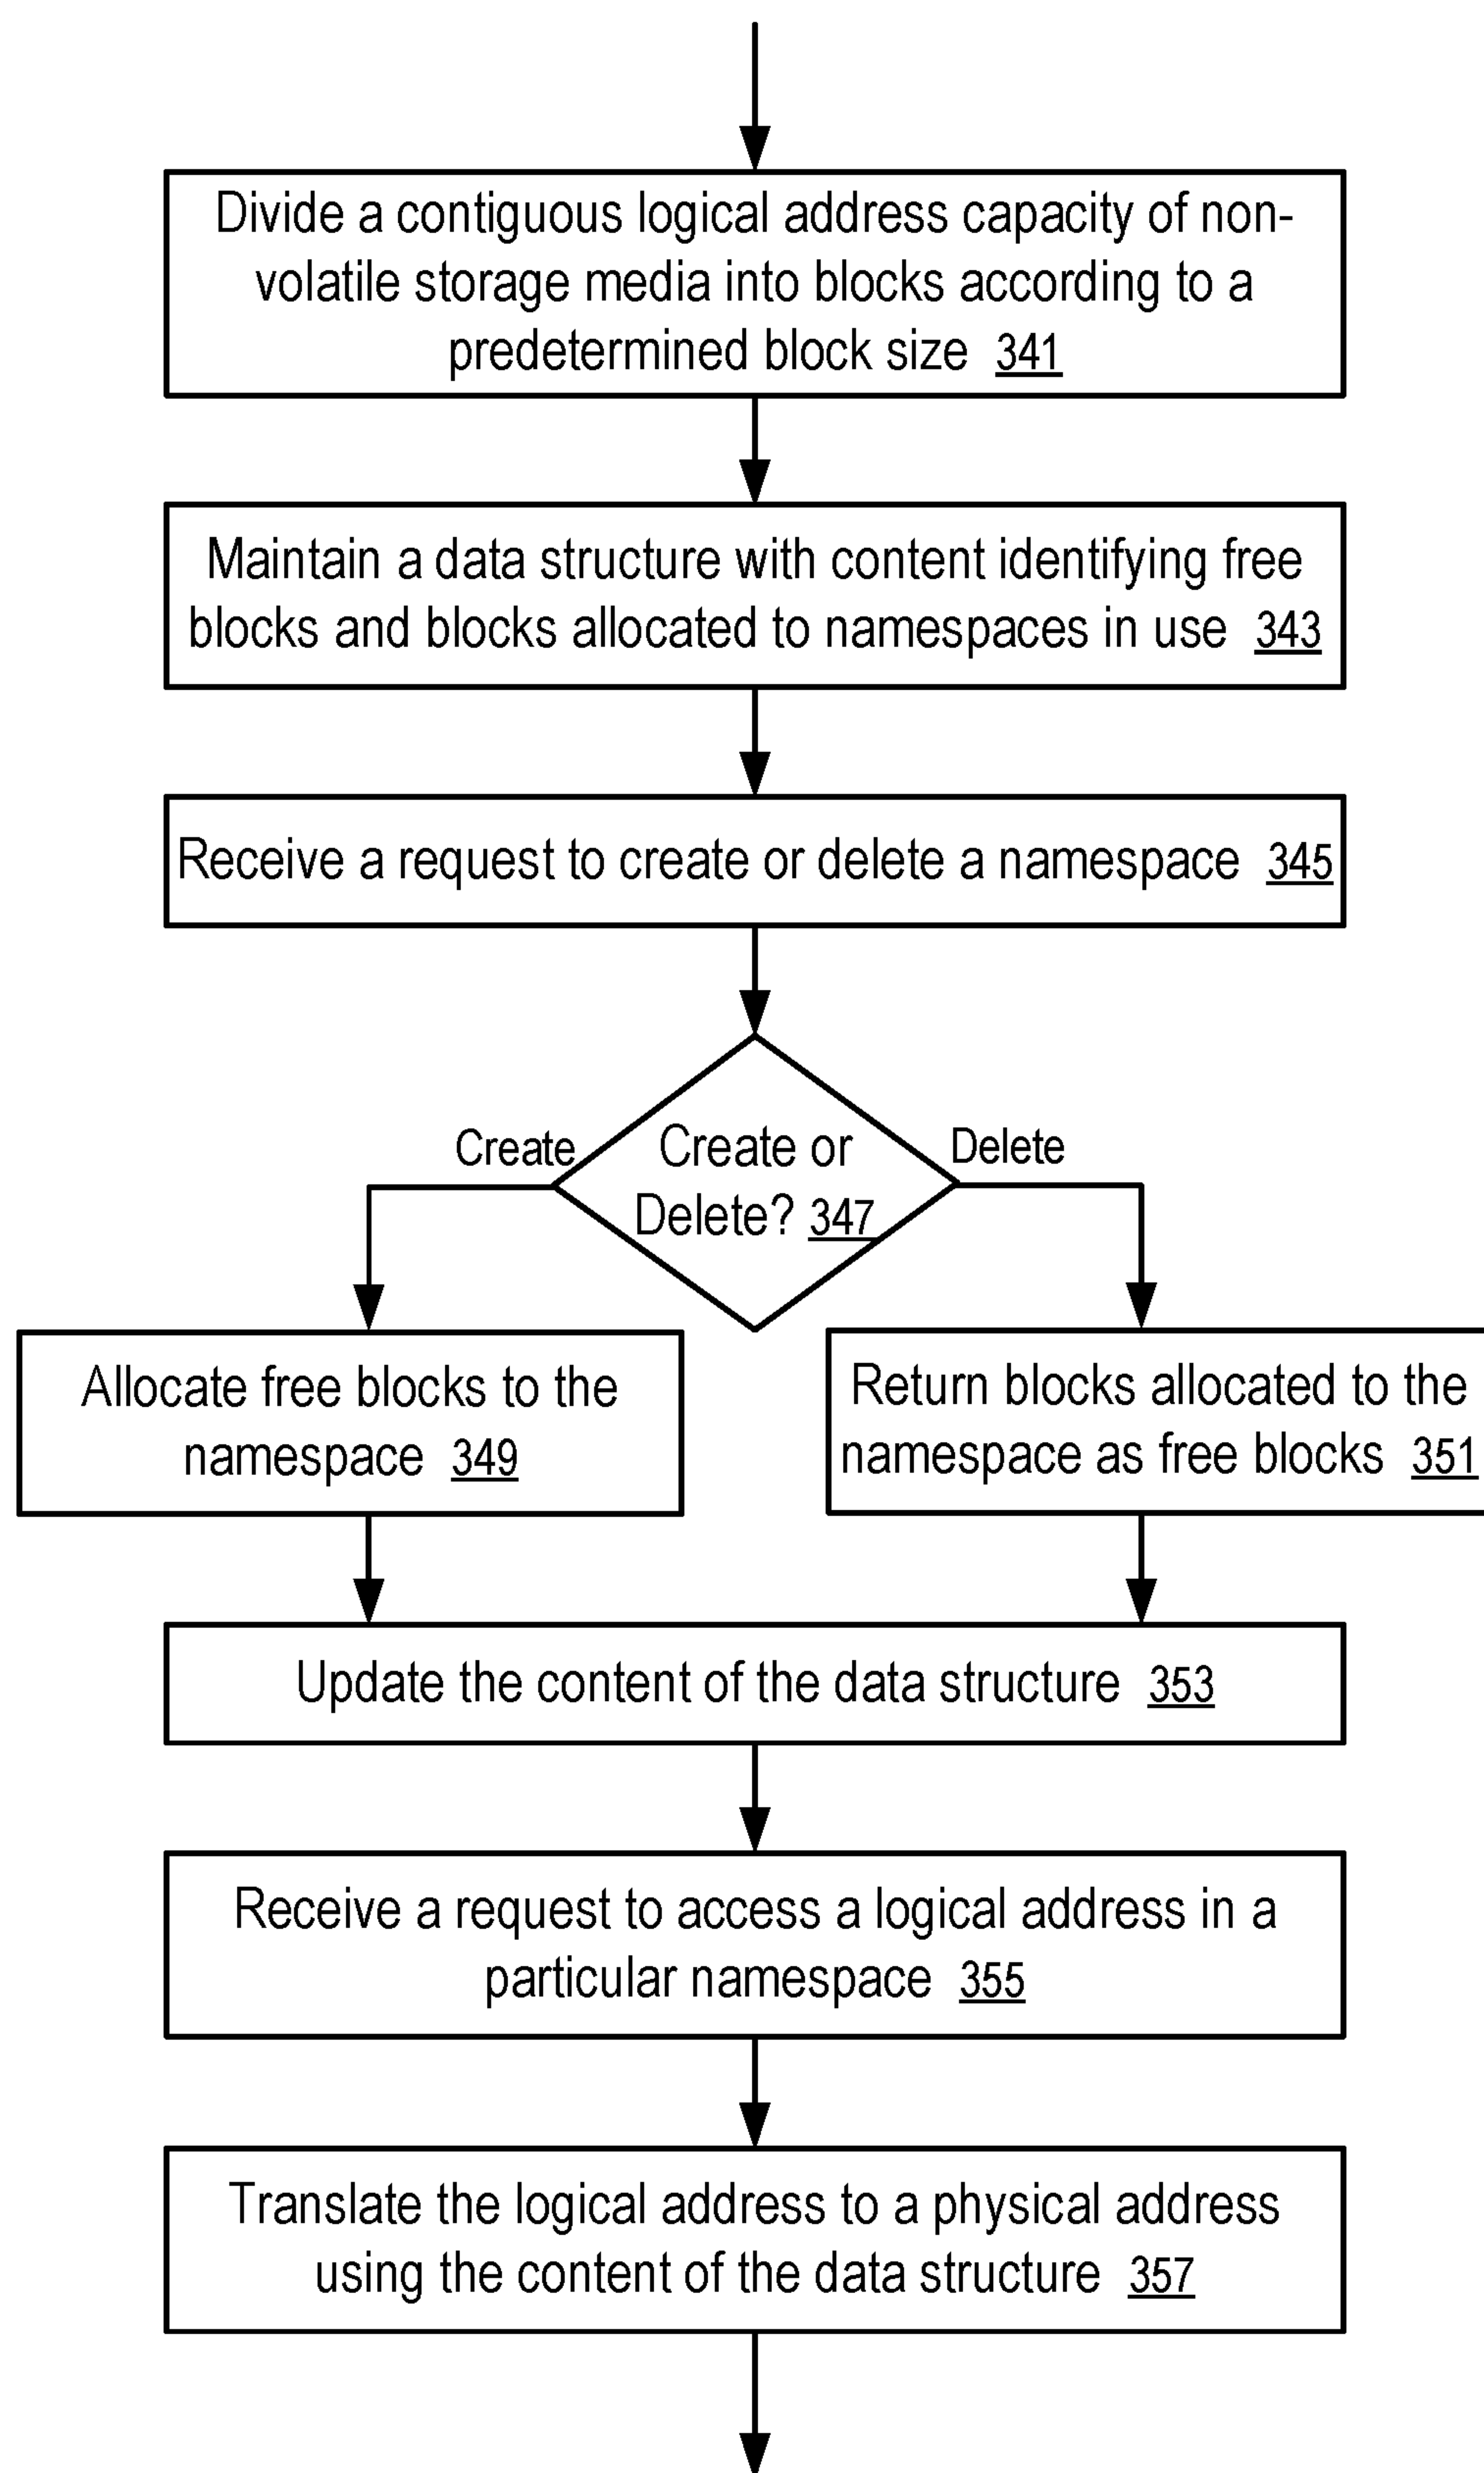 Divide a contiguous logical address capacity of non-
volatile storage media into blocks according to a
predetermined block size 341
Maintain a data structure with content identifying free
blocks and blocks allocated to namespaces in use 343
Receive a request to create or delete a namespace 345
Create
Create or
Delete? 347
Delete
Allocate free blocks to the
namespace 349
Return blocks allocated to the
namespace as free blocks 351
Update the content of the data structure 353
Receive a request to access a logical address in a
particular namespace 355
Translate the logical address to a physical address
using the content of the data structure 357